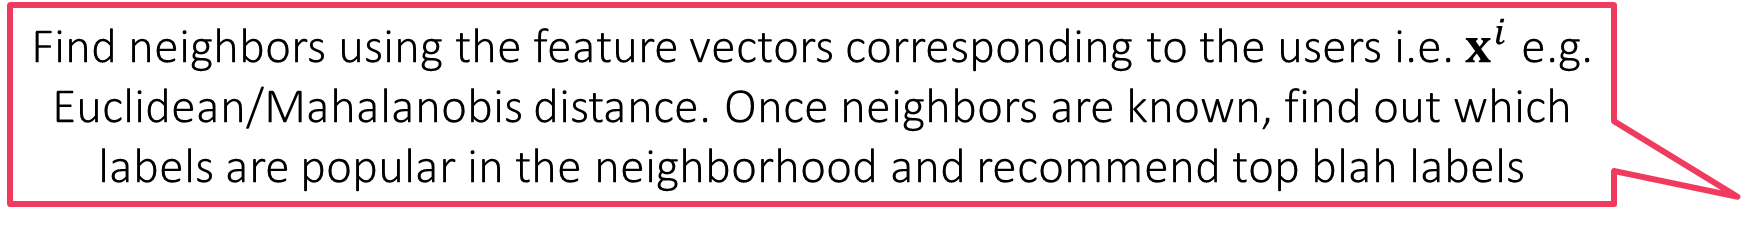 Find neighbors using the feature vectors corresponding to the users i.e. 𝐱ⁱ e.g.
Euclidean/Mahalanobis distance. Once neighbors are known, find out which
labels are popular in the neighborhood and recommend top blah labels